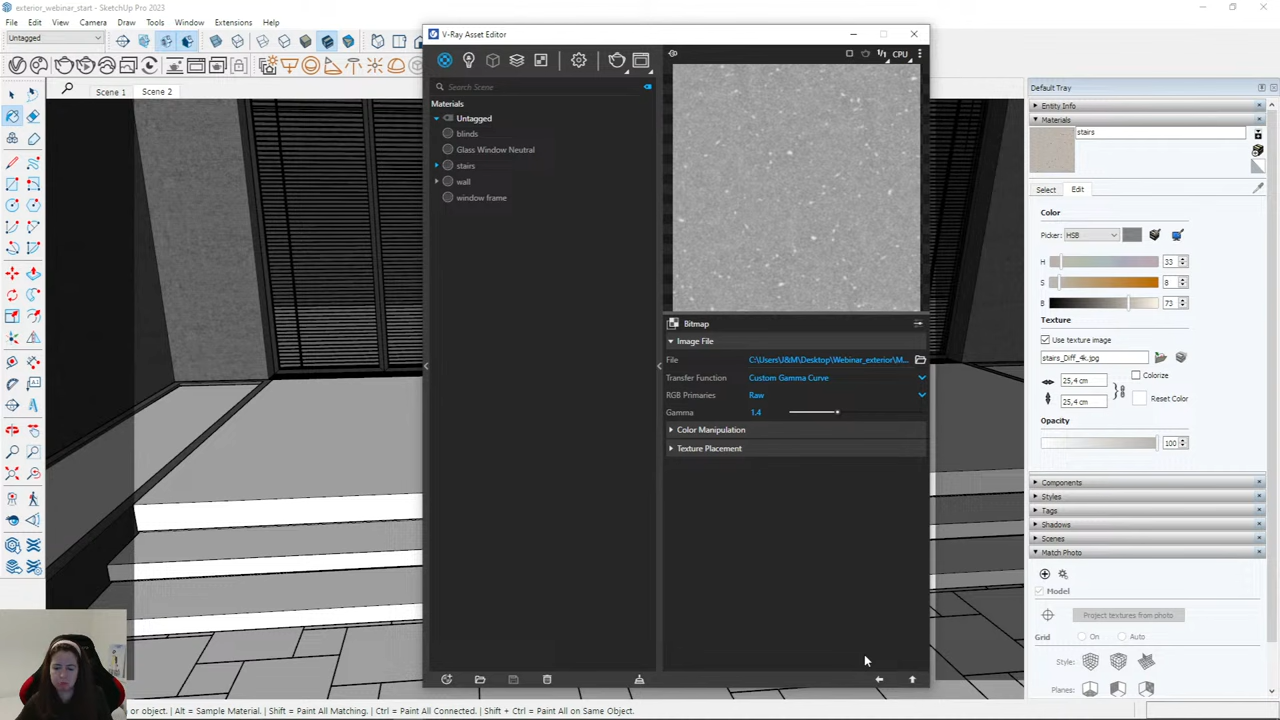 exterior_webinar_start - SketchUp Pro 2023
File Edit View Camera Draw Tools Window Extensions Help
Untagged
Scene 1 Scene 2
V-Ray Asset Editor
CPU
Search Scene
Materials
Untagged
blinds
Glass Window Neutral
stairs
wall
window frame
Bitmap
Image File
File C:\Users\U&M\Desktop\Webinar_exterior\M...
Transfer Function Custom Gamma Curve
RGB Primaries Raw
Gamma 1.4
Color Manipulation
Texture Placement
Default Tray
Entity Info
Materials
stairs
Select Edit
Color
Picker: HSB
H 33
S 8
B 73
Texture
Use texture image
stairs_Diff_4k.jpg
25,4 cm Colorize
25,4 cm Reset Color
Opacity
100
Components
Styles
Tags
Shadows
Scenes
Match Photo
Model
Project textures from photo
Grid On Auto
Style:
Planes:
or object. | Alt = Sample Material. | Shift = Paint All Matching. | Ctrl = Paint All Connected. | Shift + Ctrl = Paint All on Same Object.